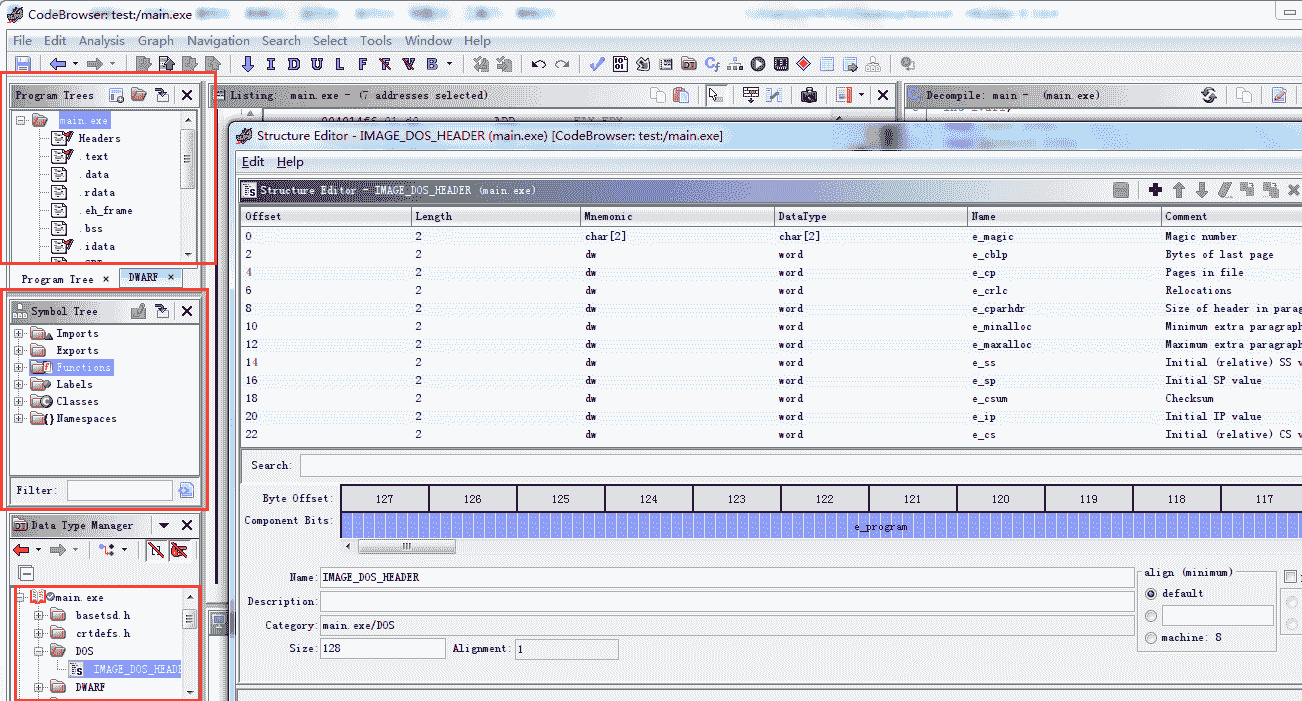 CodeBrowser: test:/main.exe
File Edit Analysis Graph Navigation Search Select Tools Window Help
I D U L F B
Program Trees
main.exe
Headers
.text
.data
.rdata
.eh_frame
.bss
.idata
Program Tree × DWARF ×
Listing: main.exe - (7 addresses selected)
Decompile: main - (main.exe)
Symbol Tree
Imports
Exports
Functions
Labels
Classes
Namespaces
Filter:
Data Type Manager
main.exe
basetsd.h
crtdefs.h
DOS
IMAGE_DOS_HEADE
DWARF
Structure Editor - IMAGE_DOS_HEADER (main.exe) [CodeBrowser: test:/main.exe]
Edit Help
Structure Editor - IMAGE_DOS_HEADER (main.exe)
Offset Length Mnemonic DataType Name Comment
0 2 char[2] char[2] e_magic Magic number
2 2 dw word e_cblp Bytes of last page
4 2 dw word e_cp Pages in file
6 2 dw word e_crlc Relocations
8 2 dw word e_cparhdr Size of header in parag
10 2 dw word e_minalloc Minimum extra paragraph
12 2 dw word e_maxalloc Maximum extra paragraph
14 2 dw word e_ss Initial (relative) SS v
16 2 dw word e_sp Initial SP value
18 2 dw word e_csum Checksum
20 2 dw word e_ip Initial IP value
22 2 dw word e_cs Initial (relative) CS v
Search:
Byte Offset: 127 126 125 124 123 122 121 120 119 118 117
Component Bits: e_program
Name: IMAGE_DOS_HEADER
Description:
Category: main.exe/DOS
Size: 128 Alignment: 1
align (minimum)
default
machine: 8